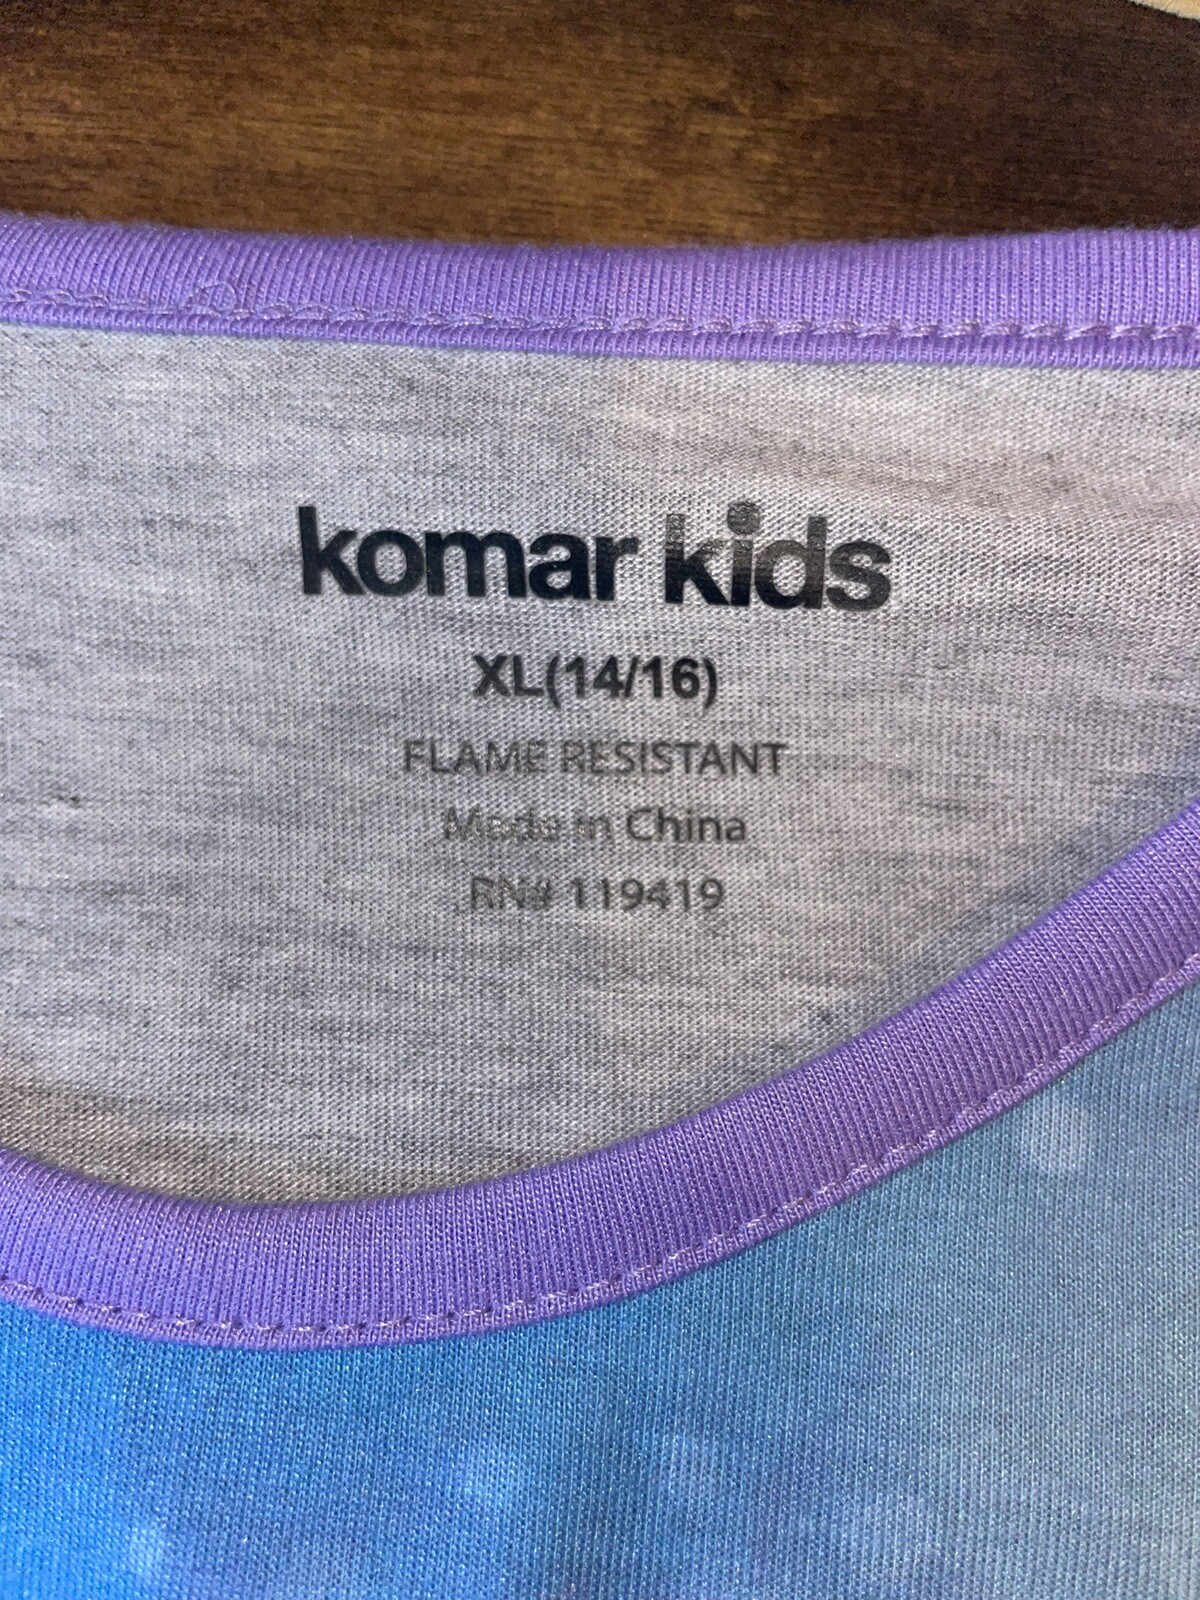 komar kids
XL(14/16)
FLAME RESISTANT
Made in China
RN# 119419